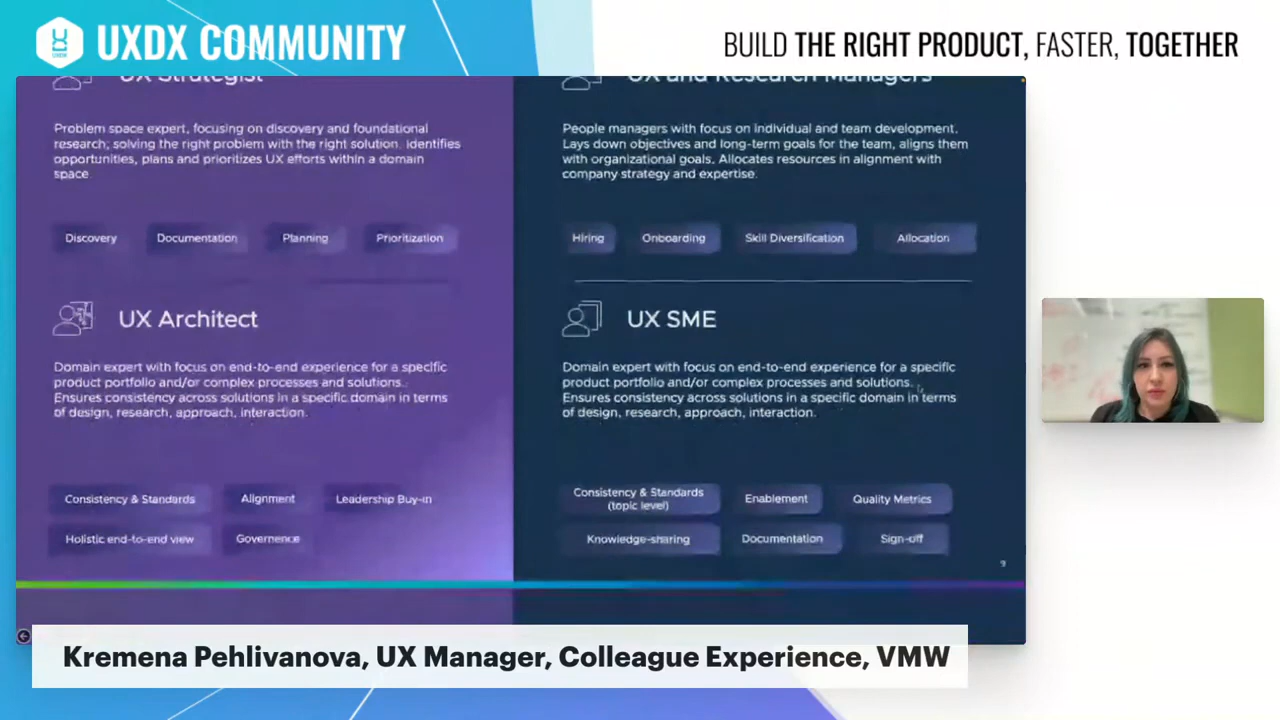 UXDX COMMUNITY
BUILD THE RIGHT PRODUCT, FASTER, TOGETHER
UX Strategist
Problem space expert, focusing on discovery and foundational
research; solving the right problem with the right solution. Identifies
opportunities, plans and prioritizes UX efforts within a domain
space
Discovery
Documentation
Planning
Prioritization
UX Architect
Domain expert with focus on end-to-end experience for a specific
product portfolio and/or complex processes and solutions.
Ensures consistency across solutions in a specific domain in terms
of design, research, approach, interaction.
Consistency & Standards
Alignment
Leadership Buy-in
Holistic end-to-end view
Governence
UX and Research Managers
People managers with focus on individual and team development.
Lays down objectives and long-term goals for the team, aligns them
with organizational goals. Allocates resources in alignment with
company strategy and expertise.
Hiring
Onboarding
Skill Diversification
Allocation
UX SME
Domain expert with focus on end-to-end experience for a specific
product portfolio and/or complex processes and solutions.
Ensures consistency across solutions in a specific domain in terms
of design, research, approach, interaction.
Consistency & Standards
(topic level)
Enablement
Quality Metrics
Knowledge-sharing
Documentation
Sign-off
9
Kremena Pehlivanova, UX Manager, Colleague Experience, VMW